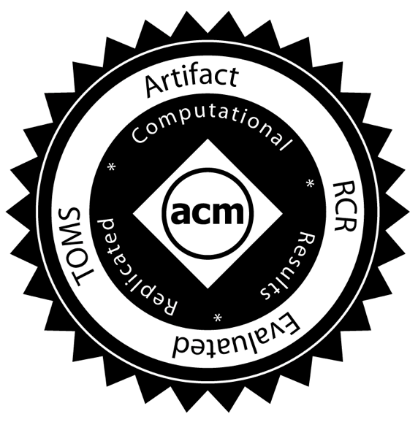 Artifact
RCR
Evaluated
TOMS
Computational
*
Results
*
Replicated
*
acm